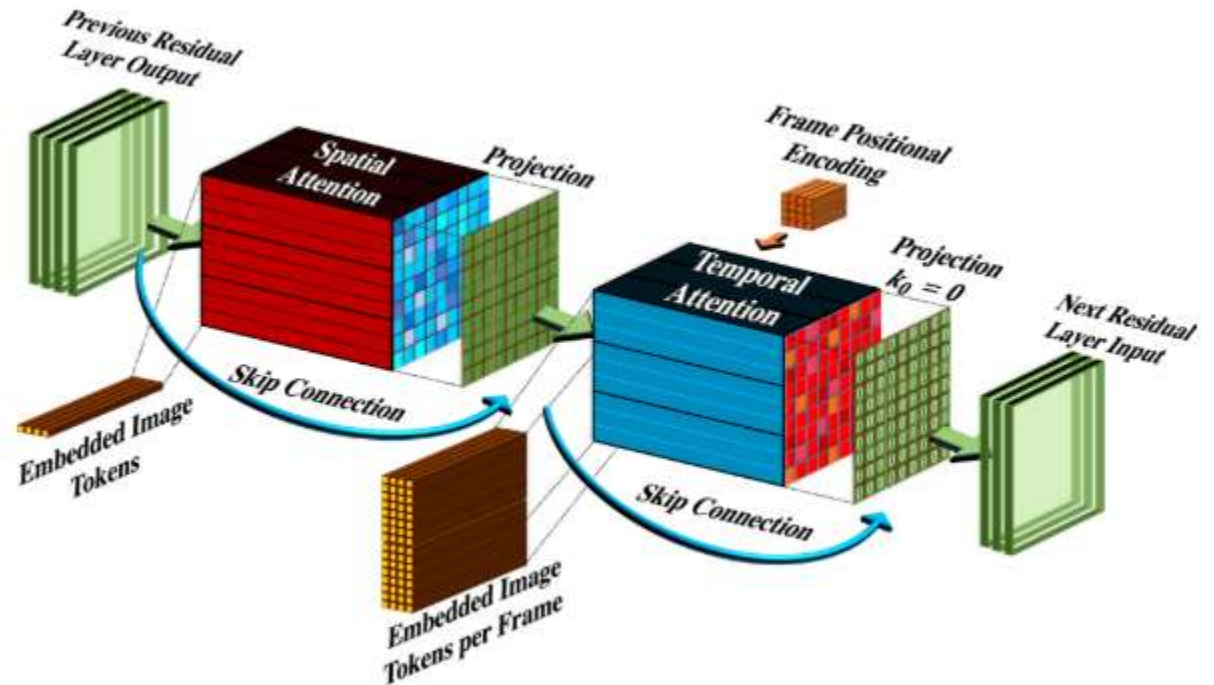 Previous Residual
Layer Output
Spatial
Attention
Projection
Frame Positional
Encoding
Temporal
Attention
Projection
k₀ = 0
Next Residual
Layer Input
Skip Connection
Embedded Image
Tokens
Skip Connection
Embedded Image
Tokens per Frame